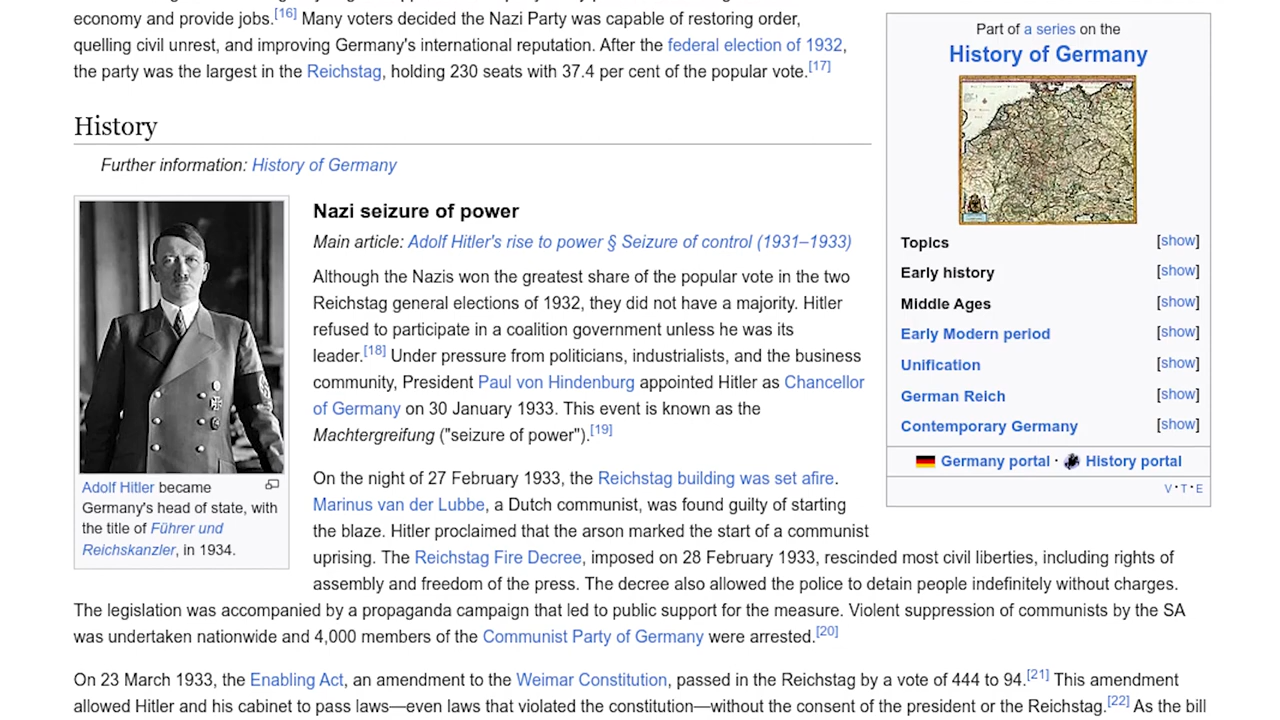 economy and provide jobs.[16] Many voters decided the Nazi Party was capable of restoring order,
quelling civil unrest, and improving Germany's international reputation. After the federal election of 1932,
the party was the largest in the Reichstag, holding 230 seats with 37.4 per cent of the popular vote.[17]
History
Further information: History of Germany
Adolf Hitler became
Germany's head of state, with
the title of Führer und
Reichskanzler, in 1934.
Nazi seizure of power
Main article: Adolf Hitler's rise to power § Seizure of control (1931–1933)
Although the Nazis won the greatest share of the popular vote in the two
Reichstag general elections of 1932, they did not have a majority. Hitler
refused to participate in a coalition government unless he was its
leader.[18] Under pressure from politicians, industrialists, and the business
community, President Paul von Hindenburg appointed Hitler as Chancellor
of Germany on 30 January 1933. This event is known as the
Machtergreifung ("seizure of power").[19]
On the night of 27 February 1933, the Reichstag building was set afire.
Marinus van der Lubbe, a Dutch communist, was found guilty of starting
the blaze. Hitler proclaimed that the arson marked the start of a communist
uprising. The Reichstag Fire Decree, imposed on 28 February 1933, rescinded most civil liberties, including rights of
assembly and freedom of the press. The decree also allowed the police to detain people indefinitely without charges.
The legislation was accompanied by a propaganda campaign that led to public support for the measure. Violent suppression of communists by the SA
was undertaken nationwide and 4,000 members of the Communist Party of Germany were arrested.[20]
On 23 March 1933, the Enabling Act, an amendment to the Weimar Constitution, passed in the Reichstag by a vote of 444 to 94.[21] This amendment
allowed Hitler and his cabinet to pass laws—even laws that violated the constitution—without the consent of the president or the Reichstag.[22] As the bill
Part of a series on the
History of Germany
Topics [show]
Early history [show]
Middle Ages [show]
Early Modern period [show]
Unification [show]
German Reich [show]
Contemporary Germany [show]
Germany portal · History portal
V·T·E